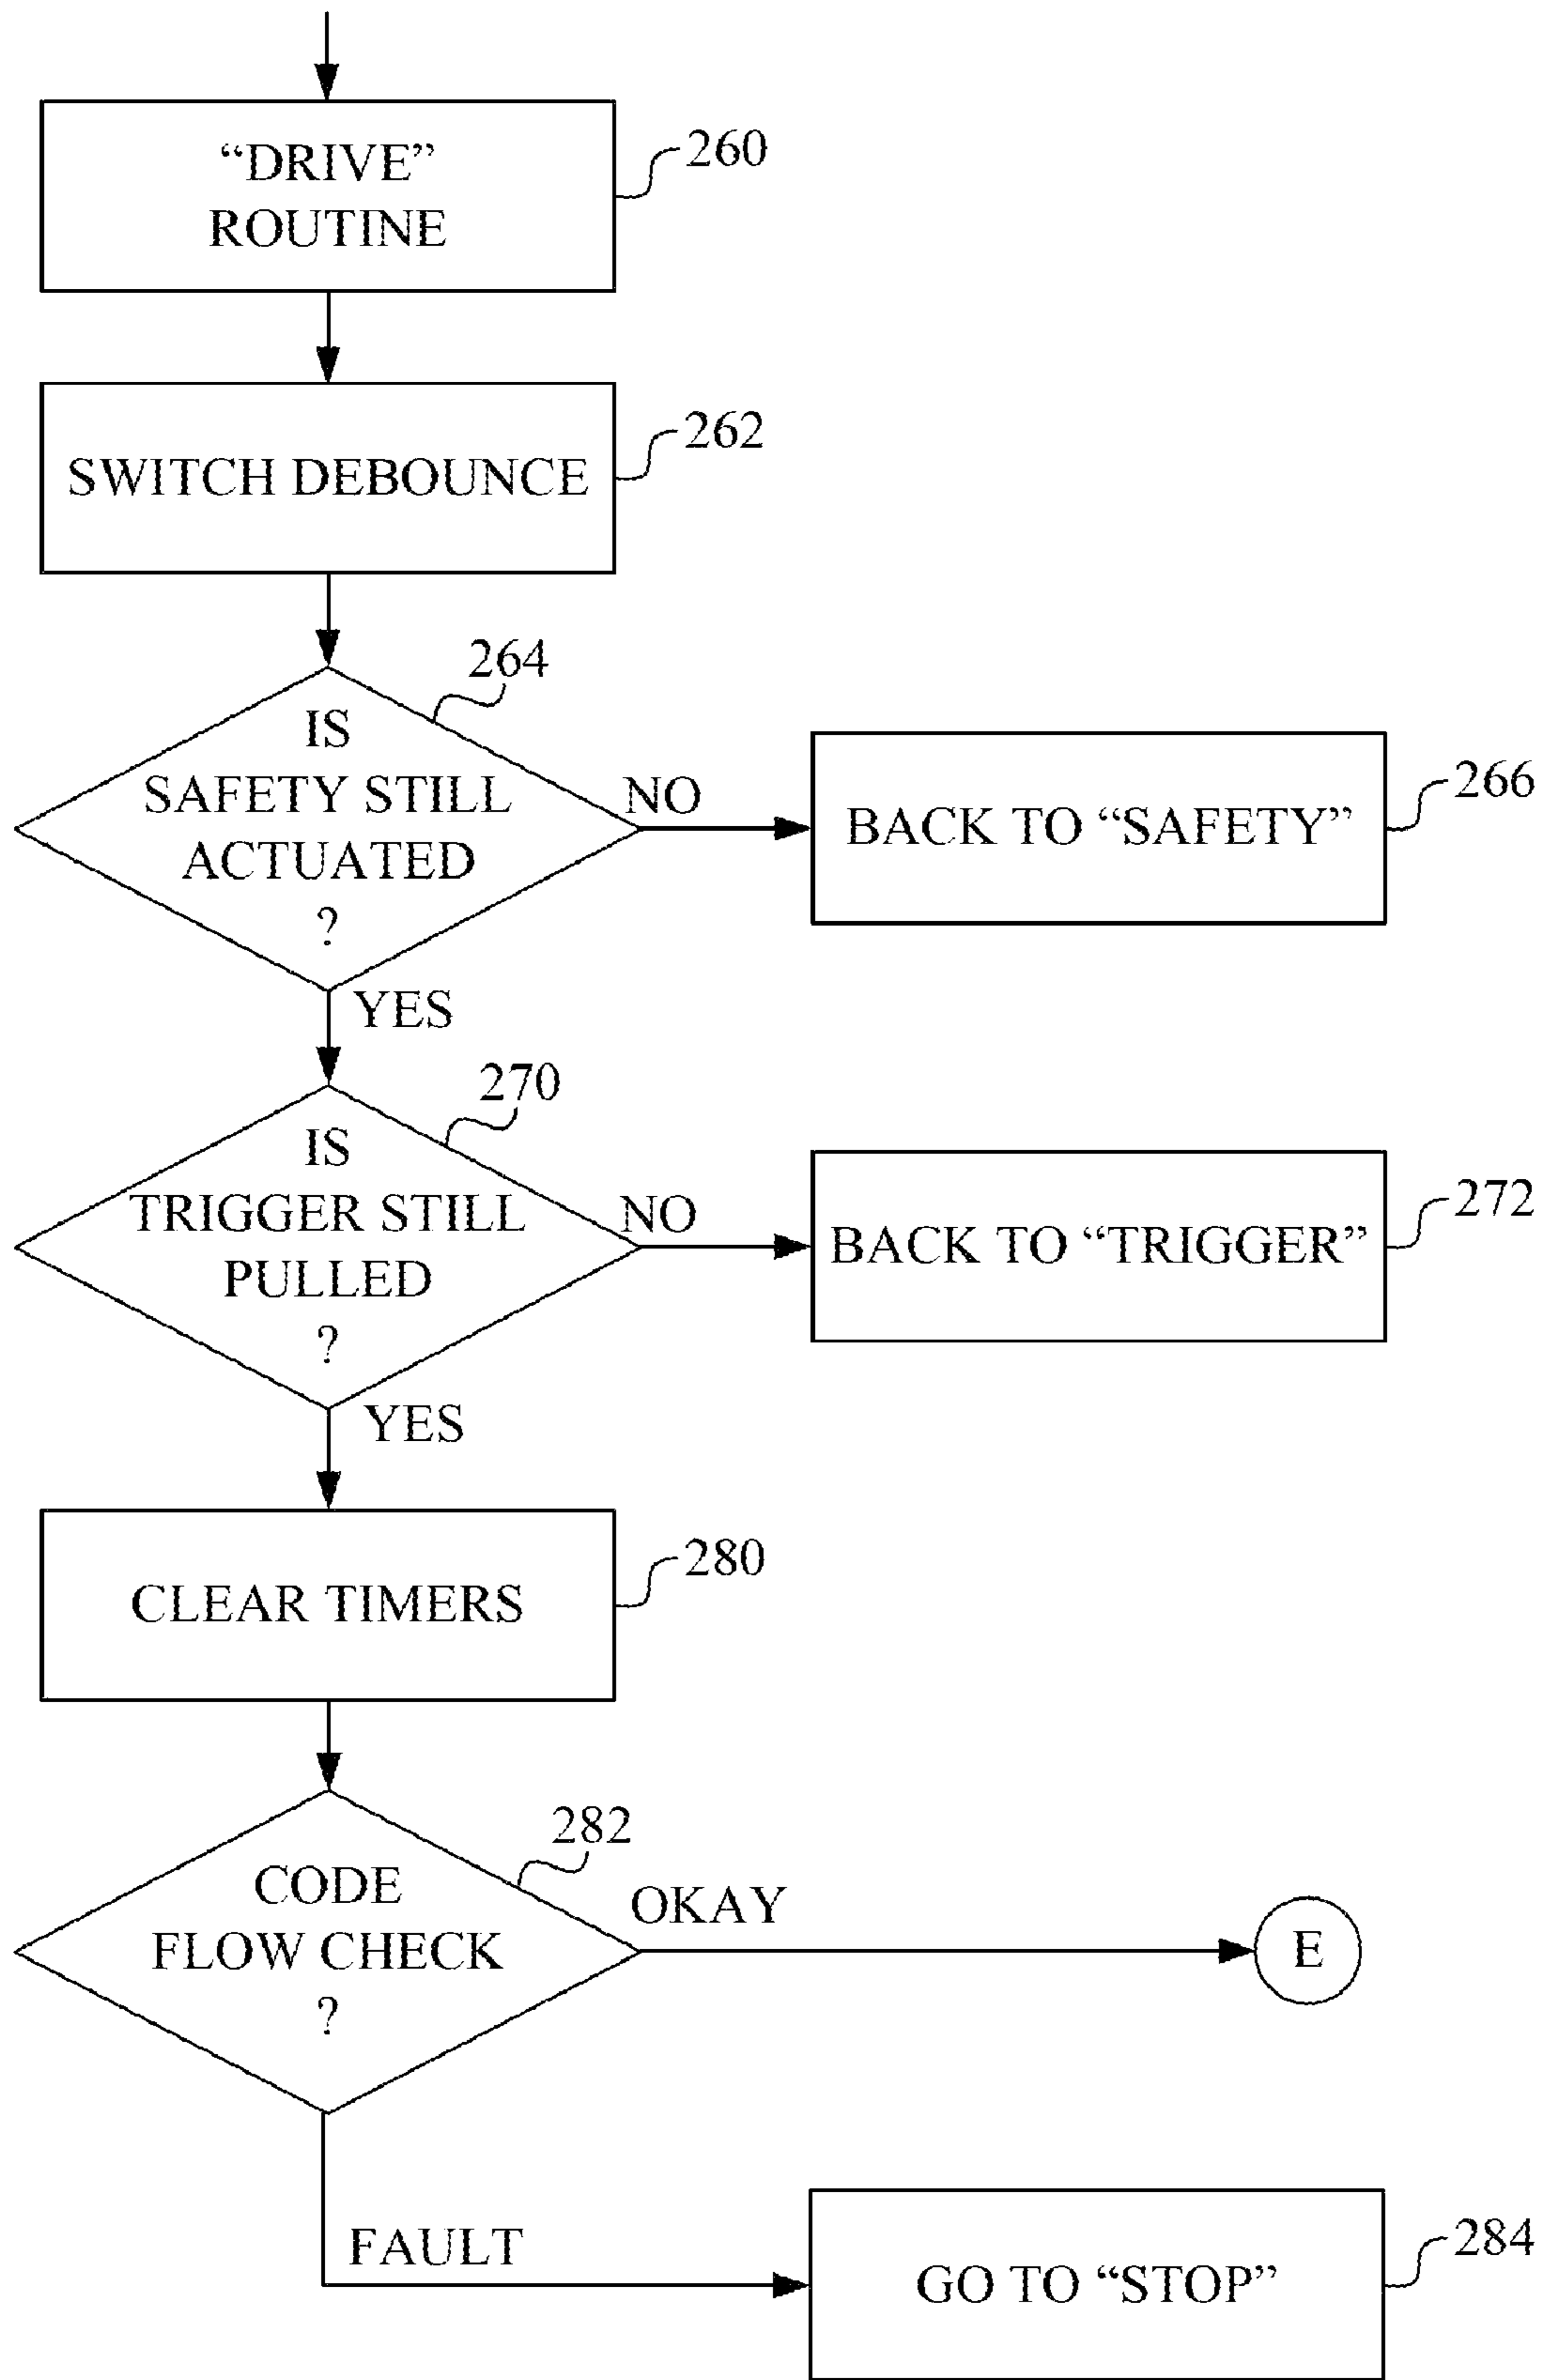 “DRIVE”
ROUTINE
260
SWITCH DEBOUNCE
262
264
IS
SAFETY STILL
ACTUATED
?
NO
BACK TO “SAFETY”
266
YES
270
IS
TRIGGER STILL
PULLED
?
NO
BACK TO “TRIGGER”
272
YES
CLEAR TIMERS
280
282
CODE
FLOW CHECK
?
OKAY
E
FAULT
GO TO “STOP”
284